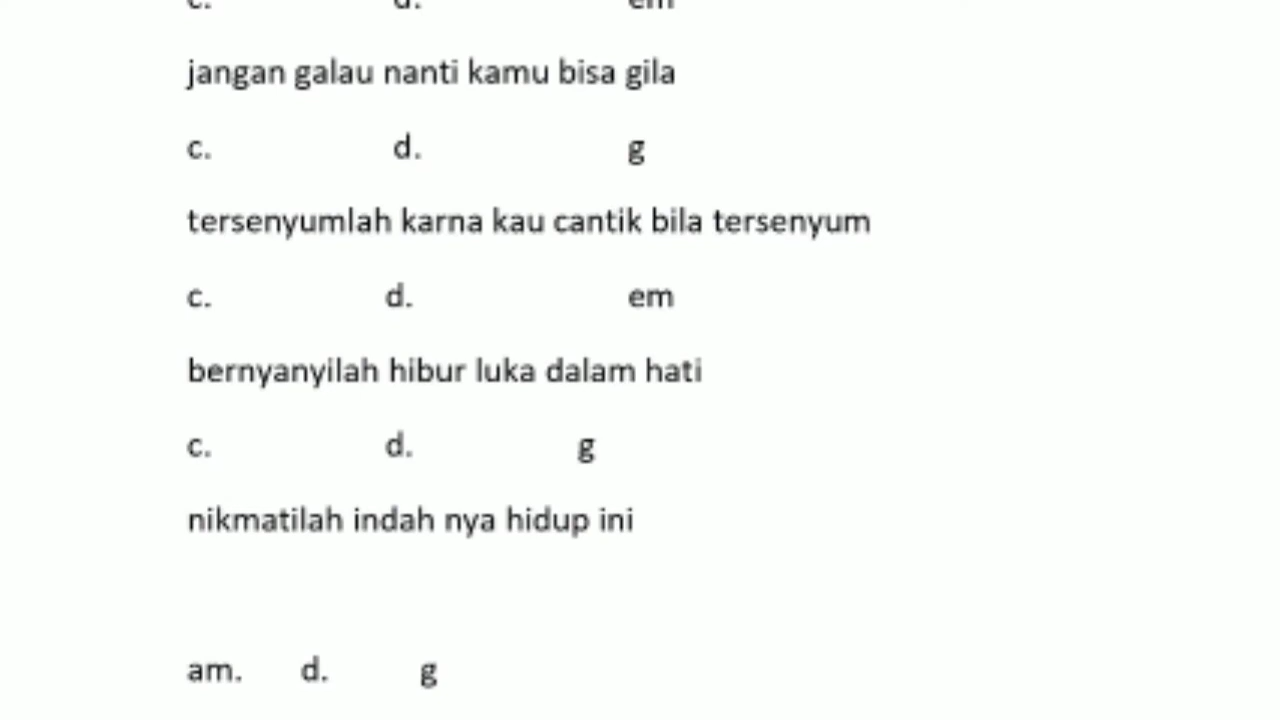 c. d. em
jangan galau nanti kamu bisa gila
c. d. g
tersenyumlah karna kau cantik bila tersenyum
c. d. em
bernyanyilah hibur luka dalam hati
c. d. g
nikmatilah indah nya hidup ini
am. d. g